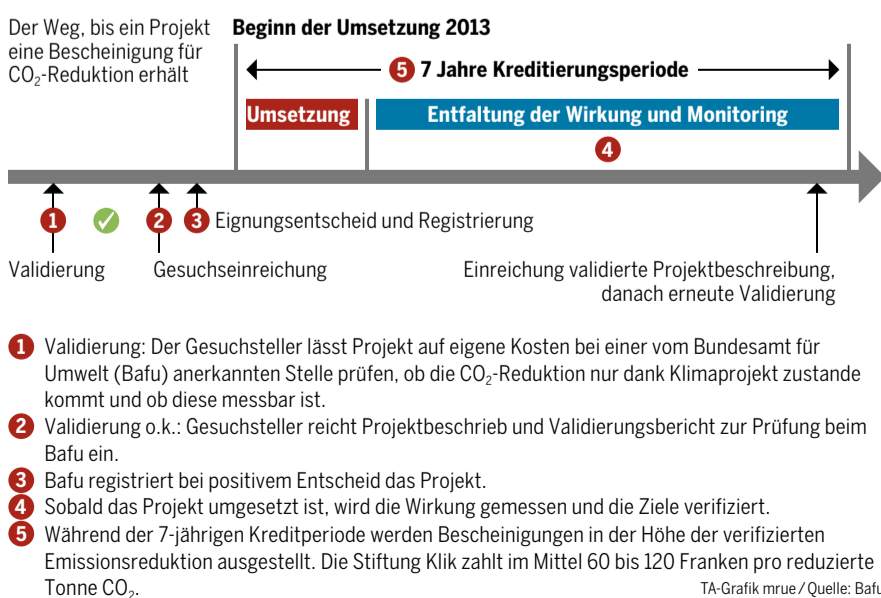 Der Weg, bis ein Projekt
eine Bescheinigung für
CO₂-Reduktion erhält
Beginn der Umsetzung 2013
5 7 Jahre Kreditierungsperiode
Umsetzung
Entfaltung der Wirkung und Monitoring
4
1
2
3 Eignungsentscheid und Registrierung
Validierung
Gesuchseinreichung
Einreichung validierte Projektbeschreibung,
danach erneute Validierung
1 Validierung: Der Gesuchsteller lässt Projekt auf eigene Kosten bei einer vom Bundesamt für
Umwelt (Bafu) anerkannten Stelle prüfen, ob die CO₂-Reduktion nur dank Klimaprojekt zustande
kommt und ob diese messbar ist.
2 Validierung o.k.: Gesuchsteller reicht Projektbeschrieb und Validierungsbericht zur Prüfung beim
Bafu ein.
3 Bafu registriert bei positivem Entscheid das Projekt.
4 Sobald das Projekt umgesetzt ist, wird die Wirkung gemessen und die Ziele verifiziert.
5 Während der 7-jährigen Kreditperiode werden Bescheinigungen in der Höhe der verifizierten
Emissionsreduktion ausgestellt. Die Stiftung Klik zahlt im Mittel 60 bis 120 Franken pro reduzierte
Tonne CO₂.
TA-Grafik mrue / Quelle: Bafu